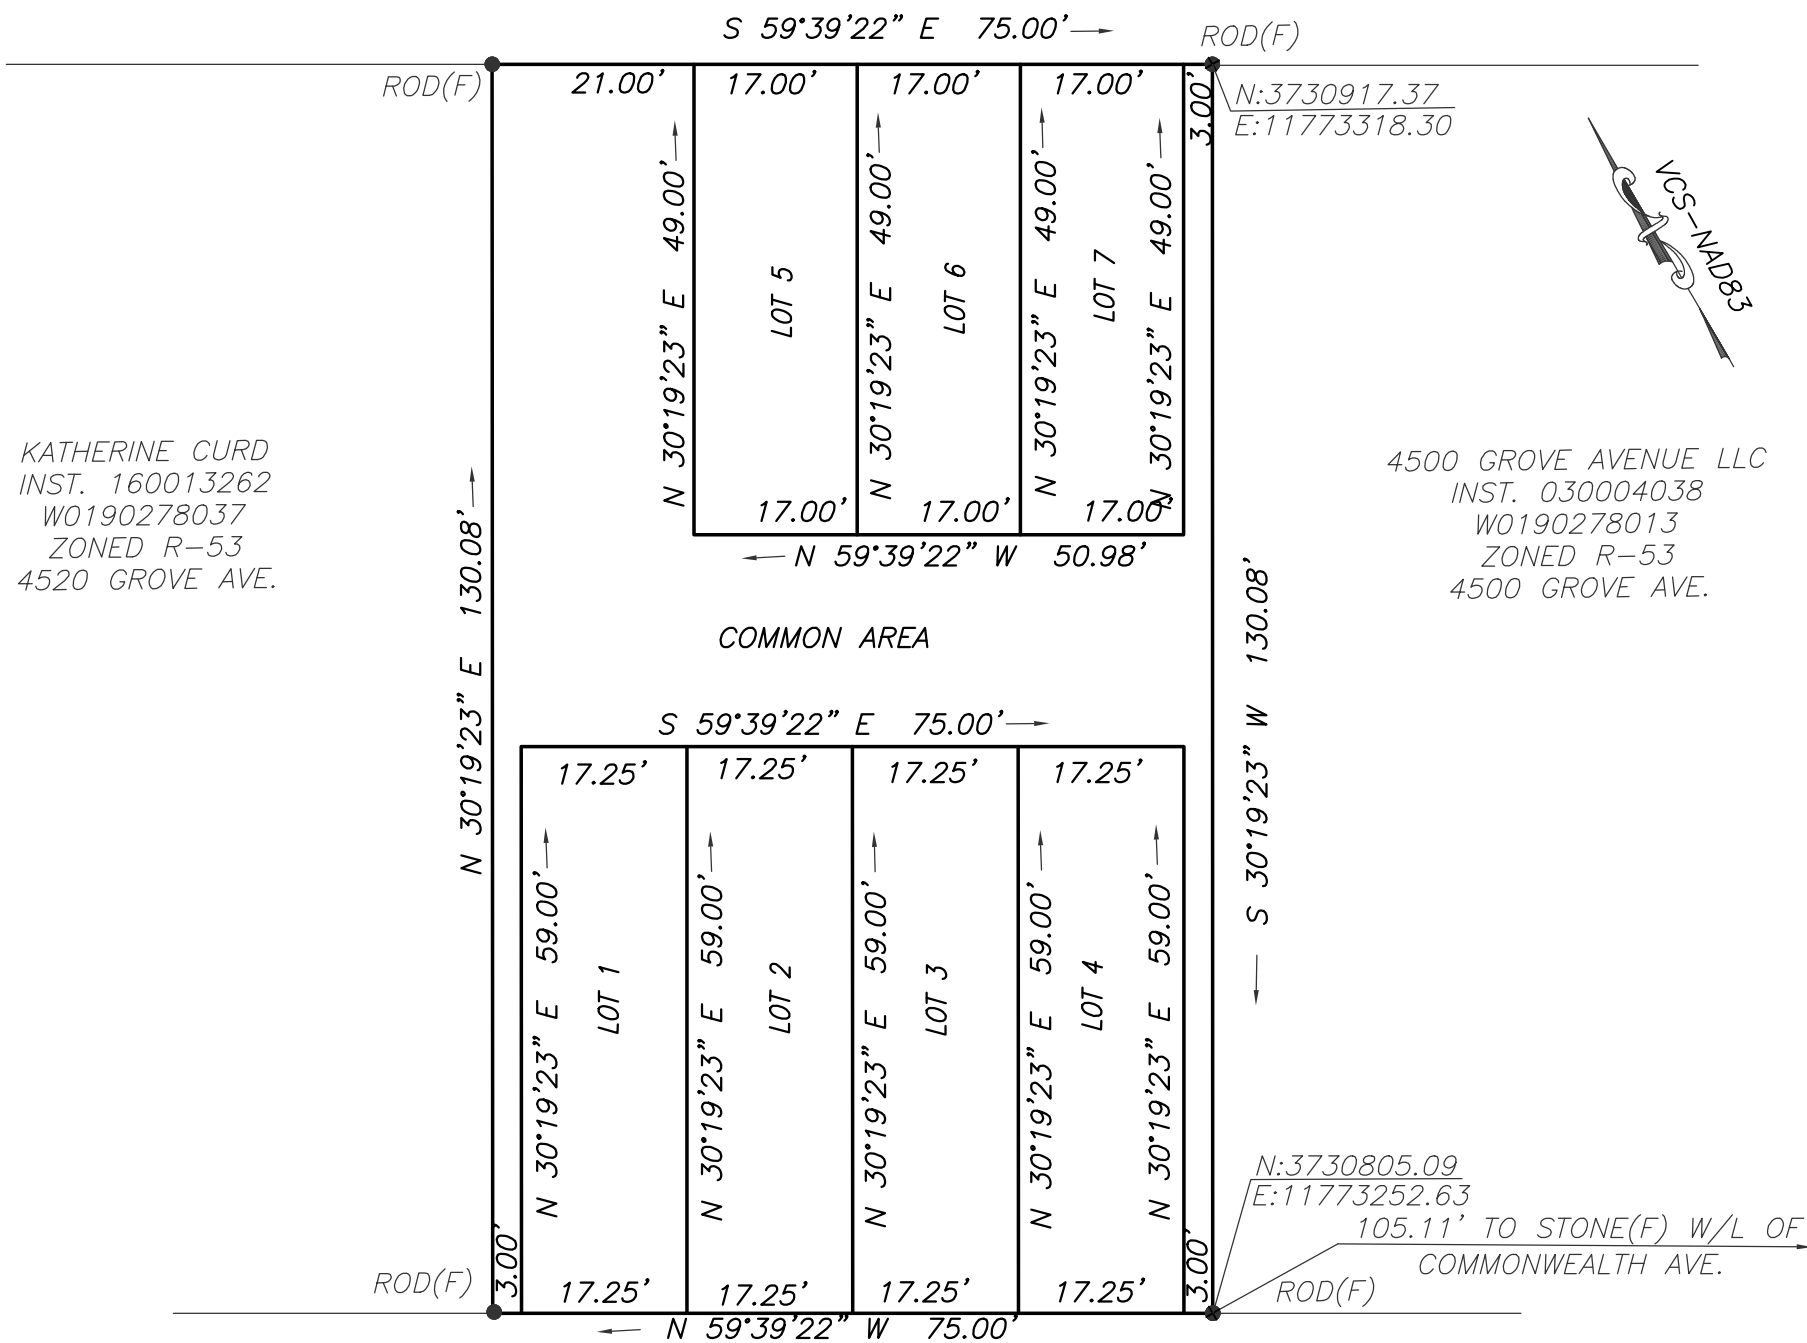 S 59°39'22" E 75.00'
ROD(F)
ROD(F)
21.00'
17.00'
17.00'
17.00'
3.00'
N:3730917.37
E:11773318.30
VCS-NAD83
N 30°19'23" E 49.00'
LOT 5
N 30°19'23" E 49.00'
LOT 6
N 30°19'23" E 49.00'
LOT 7
N 30°19'23" E 49.00'
17.00'
17.00'
17.00'
N 59°39'22" W 50.98'
KATHERINE CURD
INST. 160013262
W0190278037
ZONED R-53
4520 GROVE AVE.
N 30°19'23" E 130.08'
4500 GROVE AVENUE LLC
INST. 030004038
W0190278013
ZONED R-53
4500 GROVE AVE.
S 30°19'23" W 130.08'
COMMON AREA
S 59°39'22" E 75.00'
17.25'
17.25'
17.25'
17.25'
N 30°19'23" E 59.00'
LOT 1
N 30°19'23" E 59.00'
LOT 2
N 30°19'23" E 59.00'
LOT 3
N 30°19'23" E 59.00'
LOT 4
N 30°19'23" E 59.00'
N:3730805.09
E:11773252.63
105.11' TO STONE(F) W/L OF
COMMONWEALTH AVE.
ROD(F)
3.00'
17.25'
17.25'
17.25'
17.25'
3.00'
ROD(F)
N 59°39'22" W 75.00'